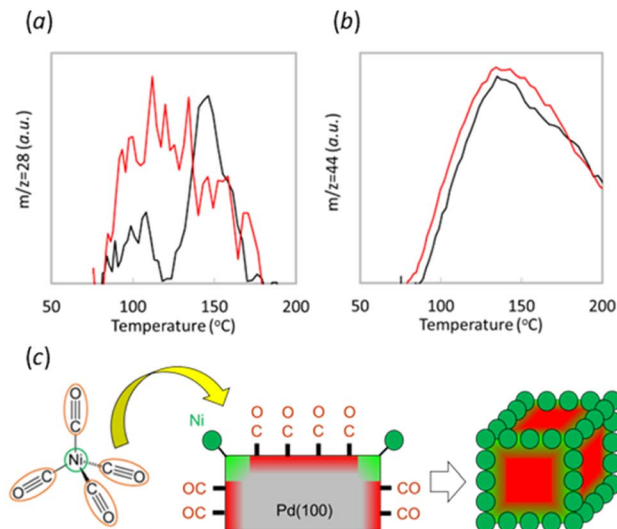 (a)
(b)
m/z=28 (a.u.)
m/z=44 (a.u.)
50 100 150 200
50 100 150 200
Temperature (°C)
Temperature (°C)
(c)
O
C
Ni
C
O
C
O
C
O
Ni
O O O O
C C C C
OC CO
OC CO
Pd(100)